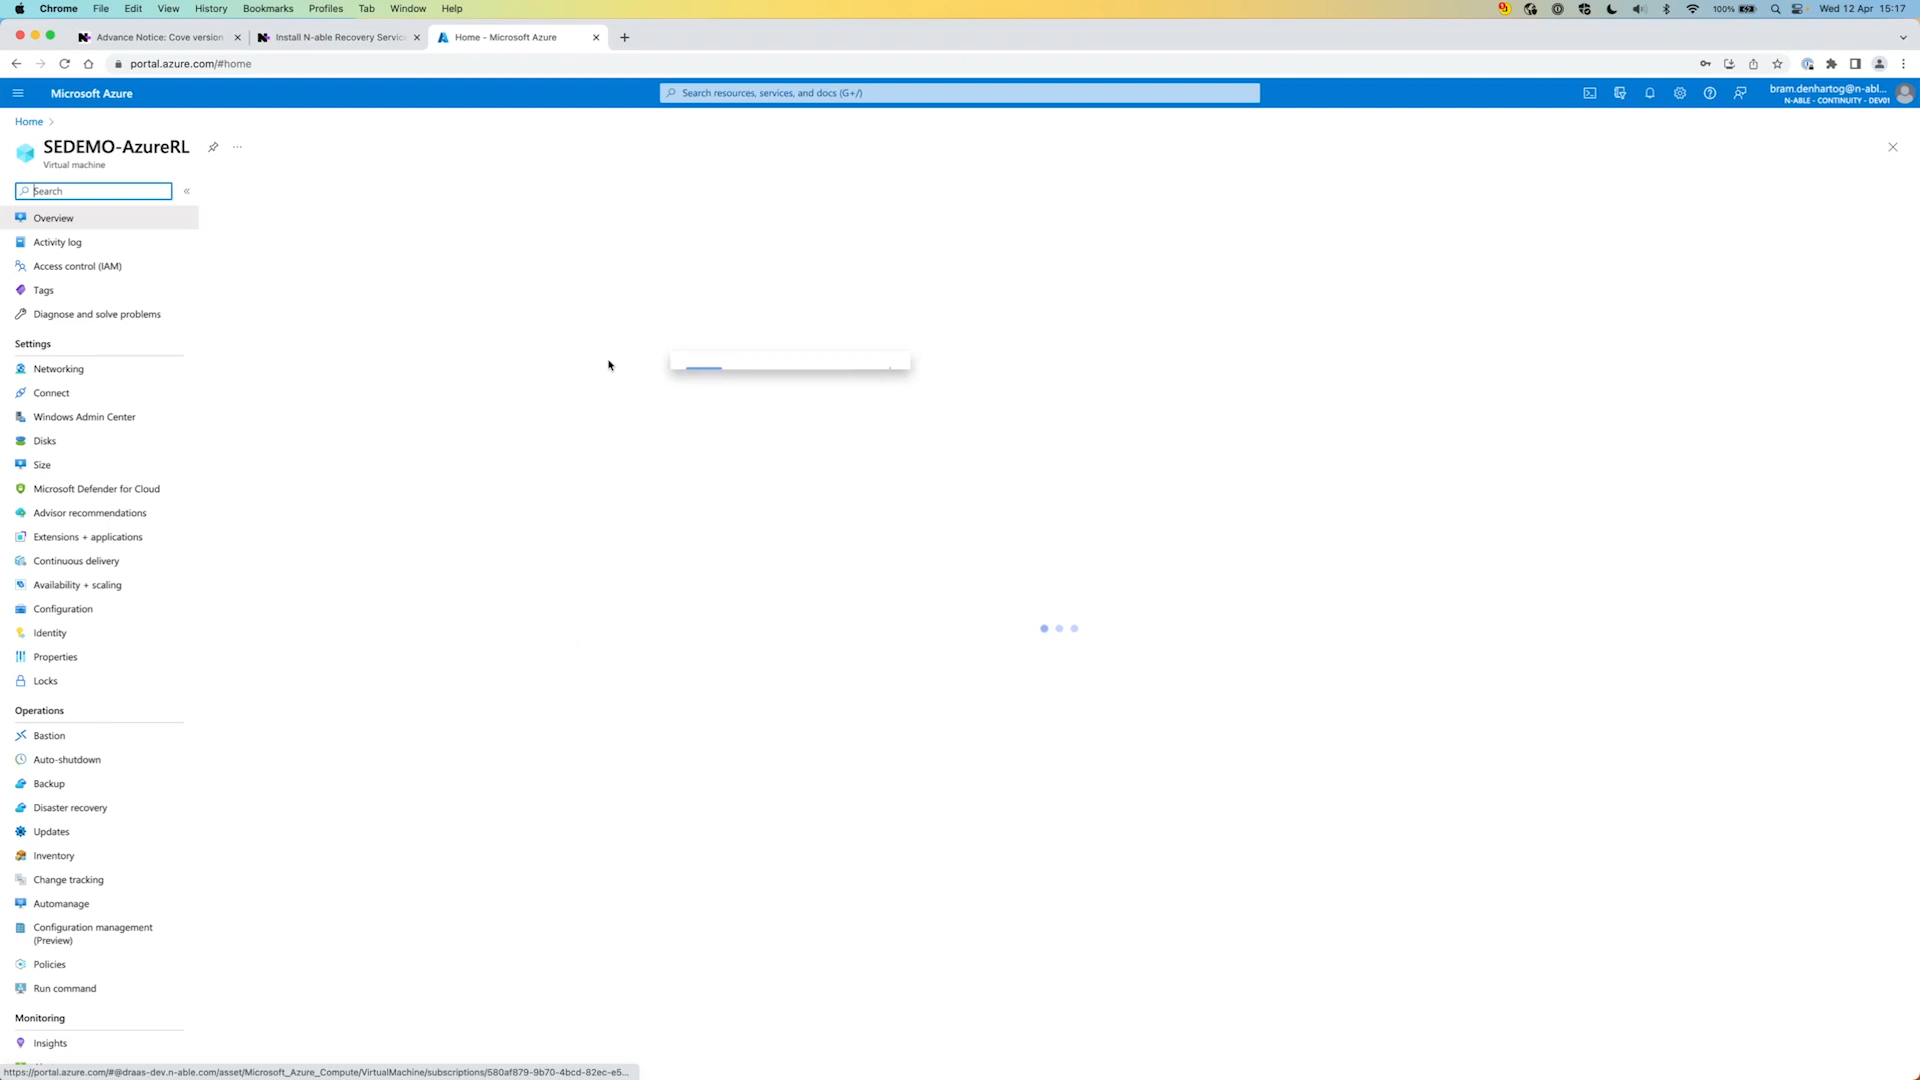 Chrome File Edit View History Bookmarks Profiles Tab Window Help 100% Wed 12 Apr 15:17
Advance Notice: Cove version Install N-able Recovery Service Home - Microsoft Azure
portal.azure.com/#home
Microsoft Azure Search resources, services, and docs (G+/) bram.denhartog@n-abl...
N-ABLE - CONTINUITY - DEV01
Home
SEDEMO-AzureRL
Virtual machine
Search
Overview
Activity log
Access control (IAM)
Tags
Diagnose and solve problems
Settings
Networking
Connect
Windows Admin Center
Disks
Size
Microsoft Defender for Cloud
Advisor recommendations
Extensions + applications
Continuous delivery
Availability + scaling
Configuration
Identity
Properties
Locks
Operations
Bastion
Auto-shutdown
Backup
Disaster recovery
Updates
Inventory
Change tracking
Automanage
Configuration management
(Preview)
Policies
Run command
Monitoring
Insights
https://portal.azure.com/#@draas-dev.n-able.com/asset/Microsoft_Azure_Compute/VirtualMachine/subscriptions/580af879-9b70-4bcd-82ec-e5...